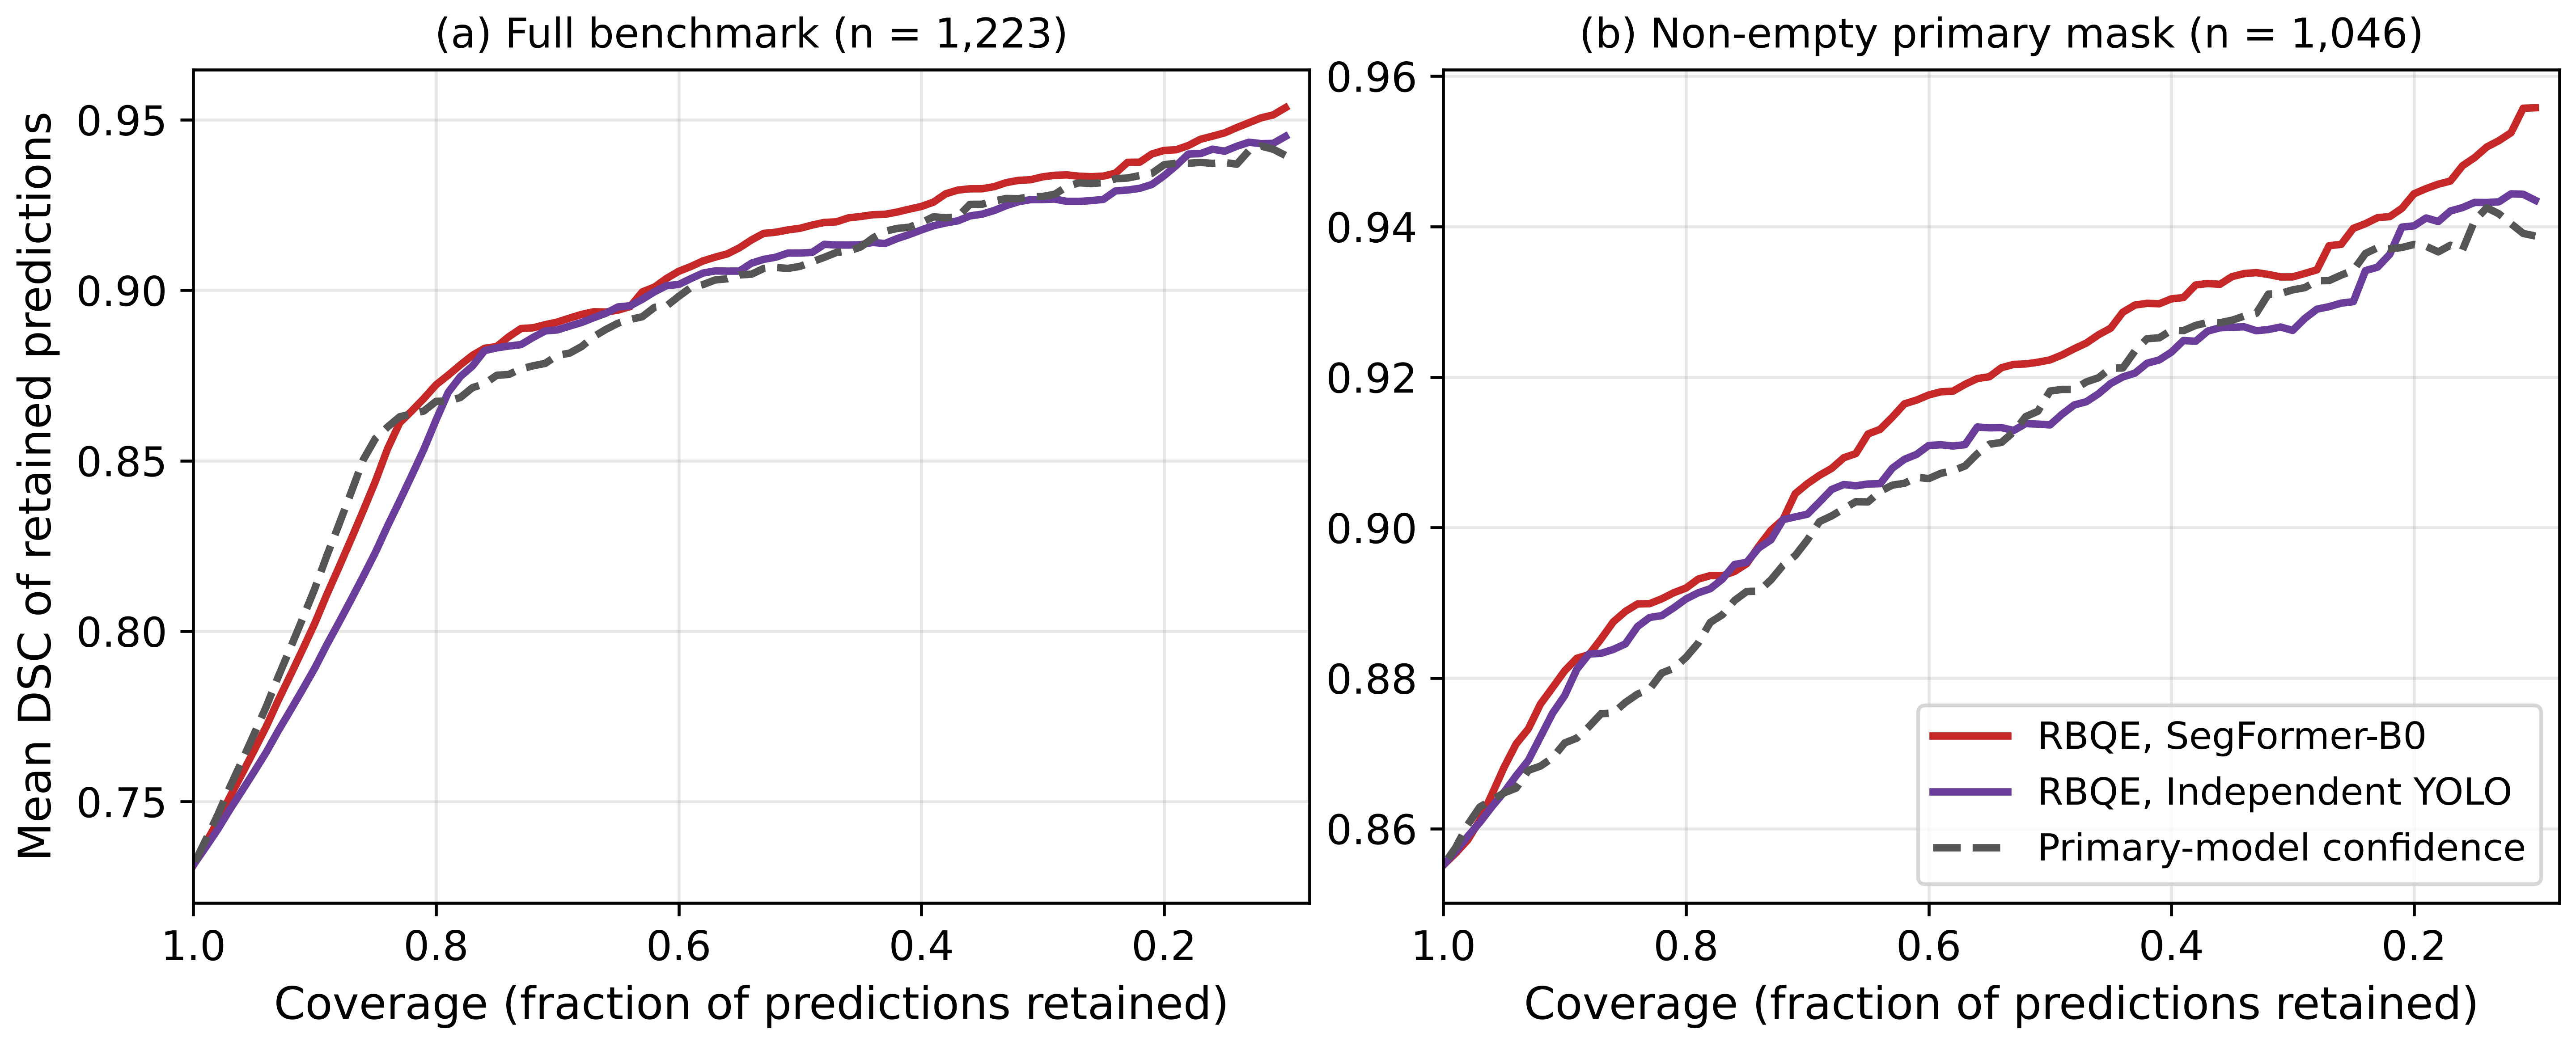 (a) Full benchmark (n = 1,223)
Mean DSC of retained predictions
0.95
0.90
0.85
0.80
0.75
1.0 0.8 0.6 0.4 0.2
Coverage (fraction of predictions retained)
(b) Non-empty primary mask (n = 1,046)
0.96
0.94
0.92
0.90
0.88
0.86
RBQE, SegFormer-B0
RBQE, Independent YOLO
Primary-model confidence
1.0 0.8 0.6 0.4 0.2
Coverage (fraction of predictions retained)